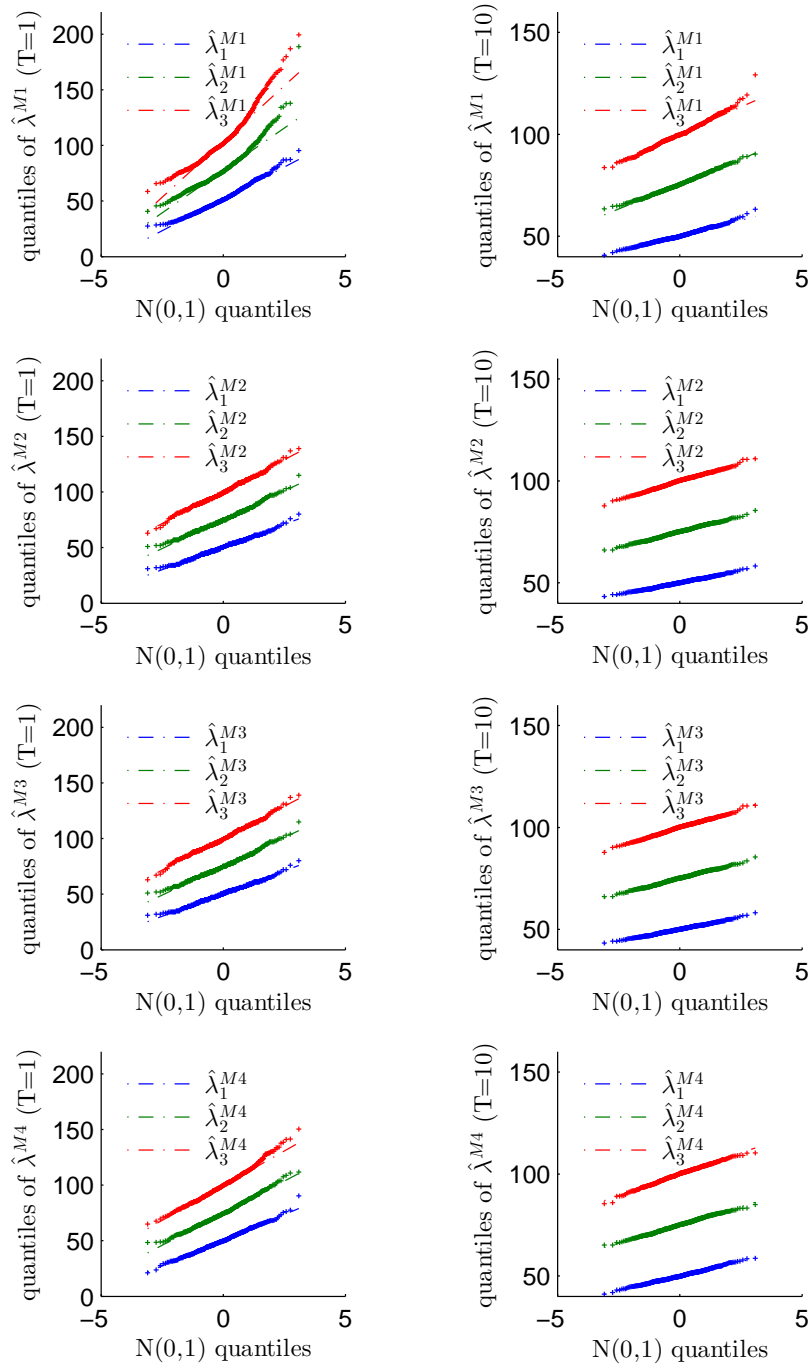 quantiles of λ̂^{M1} (T=1)
200
150
100
50
0
λ̂_1^{M1}
λ̂_2^{M1}
λ̂_3^{M1}
−5 0 5
N(0,1) quantiles
quantiles of λ̂^{M1} (T=10)
150
100
50
λ̂_1^{M1}
λ̂_2^{M1}
λ̂_3^{M1}
−5 0 5
N(0,1) quantiles
quantiles of λ̂^{M2} (T=1)
200
150
100
50
0
λ̂_1^{M2}
λ̂_2^{M2}
λ̂_3^{M2}
−5 0 5
N(0,1) quantiles
quantiles of λ̂^{M2} (T=10)
150
100
50
λ̂_1^{M2}
λ̂_2^{M2}
λ̂_3^{M2}
−5 0 5
N(0,1) quantiles
quantiles of λ̂^{M3} (T=1)
200
150
100
50
0
λ̂_1^{M3}
λ̂_2^{M3}
λ̂_3^{M3}
−5 0 5
N(0,1) quantiles
quantiles of λ̂^{M3} (T=10)
150
100
50
λ̂_1^{M3}
λ̂_2^{M3}
λ̂_3^{M3}
−5 0 5
N(0,1) quantiles
quantiles of λ̂^{M4} (T=1)
200
150
100
50
0
λ̂_1^{M4}
λ̂_2^{M4}
λ̂_3^{M4}
−5 0 5
N(0,1) quantiles
quantiles of λ̂^{M4} (T=10)
150
100
50
λ̂_1^{M4}
λ̂_2^{M4}
λ̂_3^{M4}
−5 0 5
N(0,1) quantiles